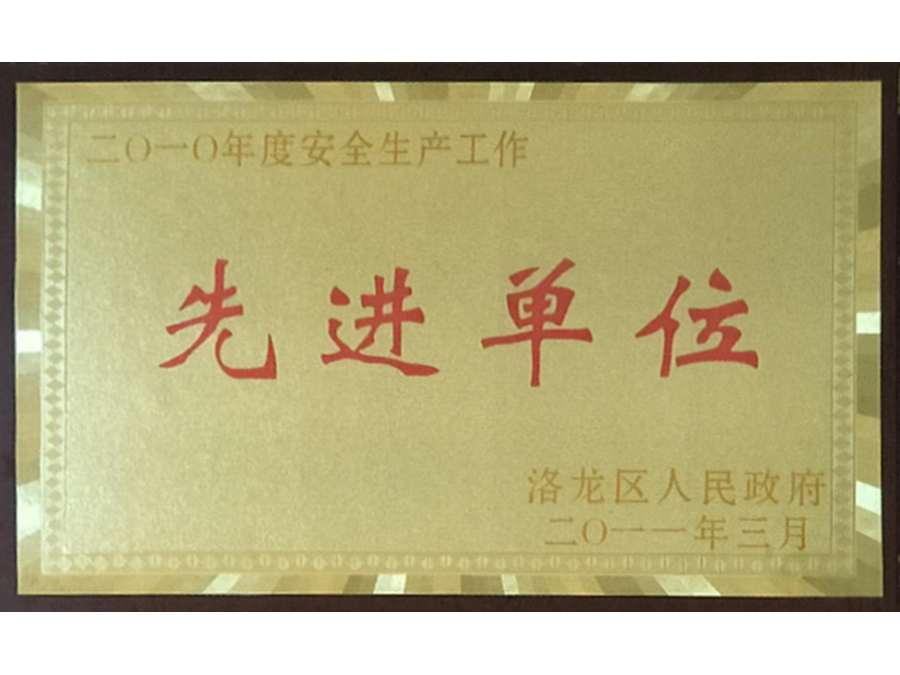 二〇一〇年度安全生产工作
先进单位
洛龙区人民政府
二〇一一年三月